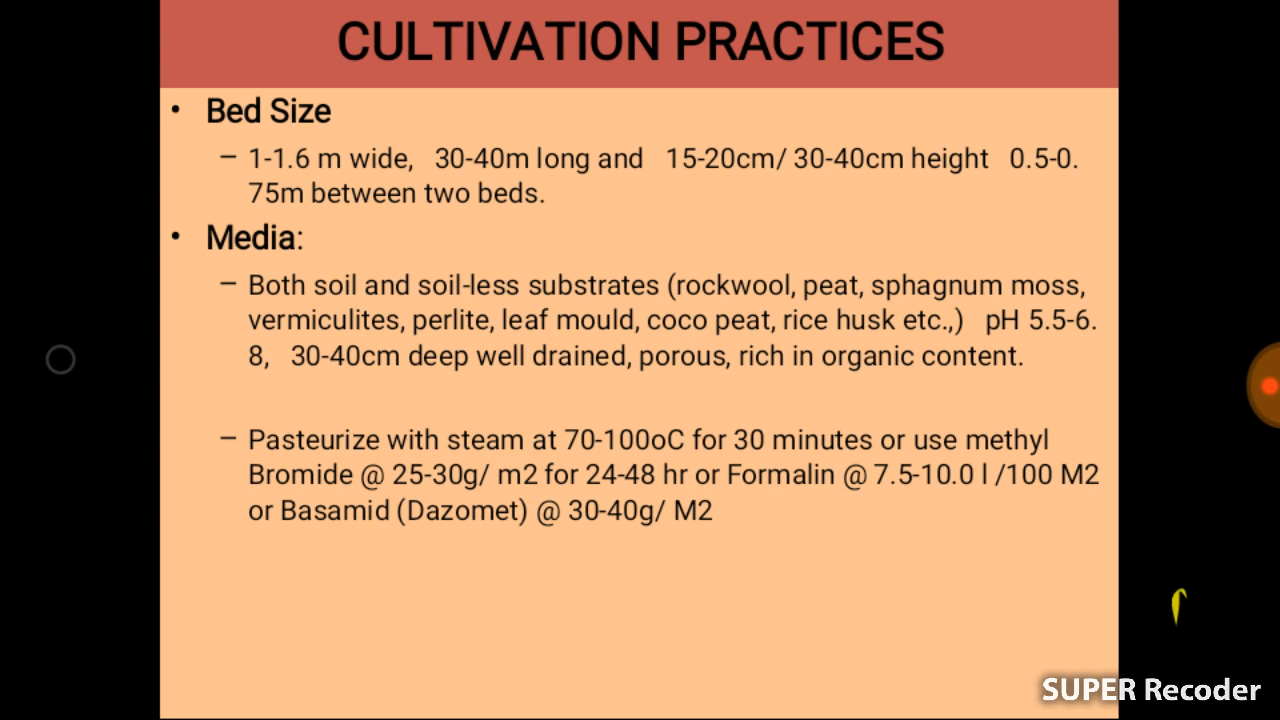 CULTIVATION PRACTICES
• Bed Size
– 1-1.6 m wide, 30-40m long and 15-20cm/ 30-40cm height 0.5-0.
75m between two beds.
• Media:
– Both soil and soil-less substrates (rockwool, peat, sphagnum moss,
vermiculites, perlite, leaf mould, coco peat, rice husk etc.,) pH 5.5-6.
8, 30-40cm deep well drained, porous, rich in organic content.
– Pasteurize with steam at 70-100oC for 30 minutes or use methyl
Bromide @ 25-30g/ m2 for 24-48 hr or Formalin @ 7.5-10.0 l /100 M2
or Basamid (Dazomet) @ 30-40g/ M2
SUPER Recoder